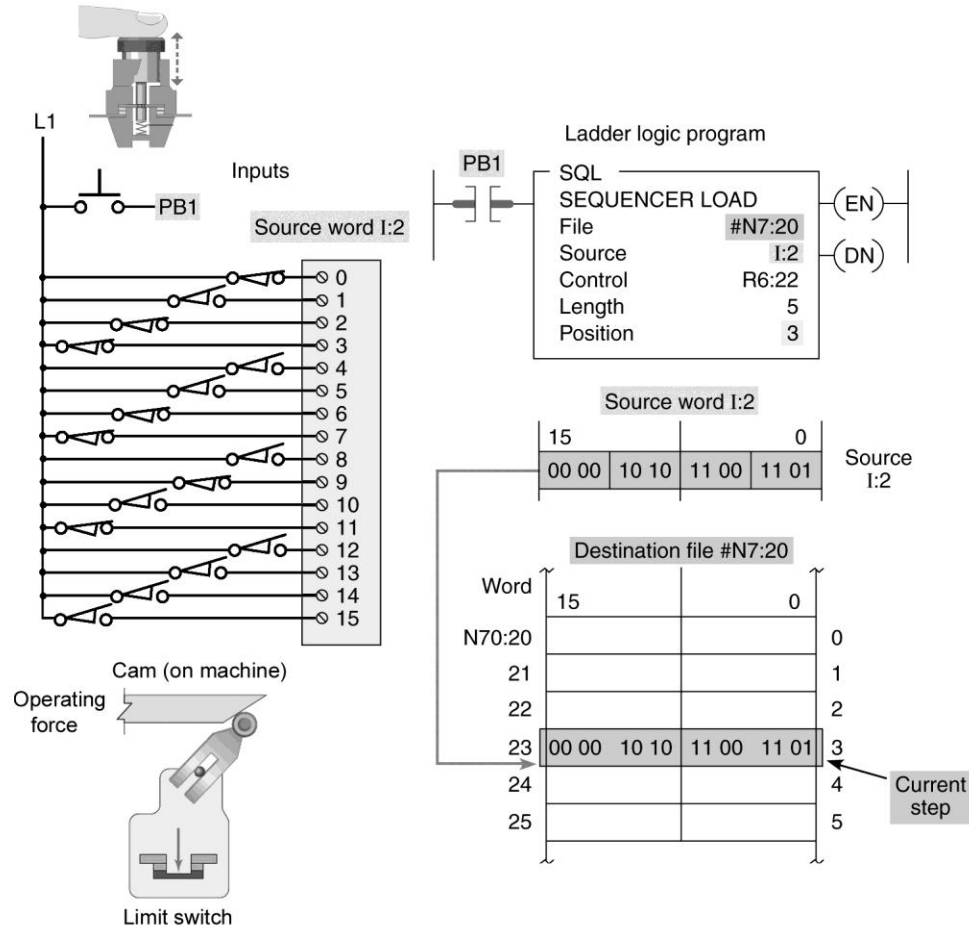 L1
Inputs
PB1
Source word I:2
0
1
2
3
4
5
6
7
8
9
10
11
12
13
14
15
Cam (on machine)
Operating
force
Limit switch
Ladder logic program
PB1
SQL
SEQUENCER LOAD
File #N7:20
Source I:2
Control R6:22
Length 5
Position 3
EN
DN
Source word I:2
15 0
00 00 10 10 11 00 11 01
Source
I:2
Destination file #N7:20
Word
15 0
N70:20 0
21 1
22 2
23 00 00 10 10 11 00 11 01 3
24 4
25 5
Current
step